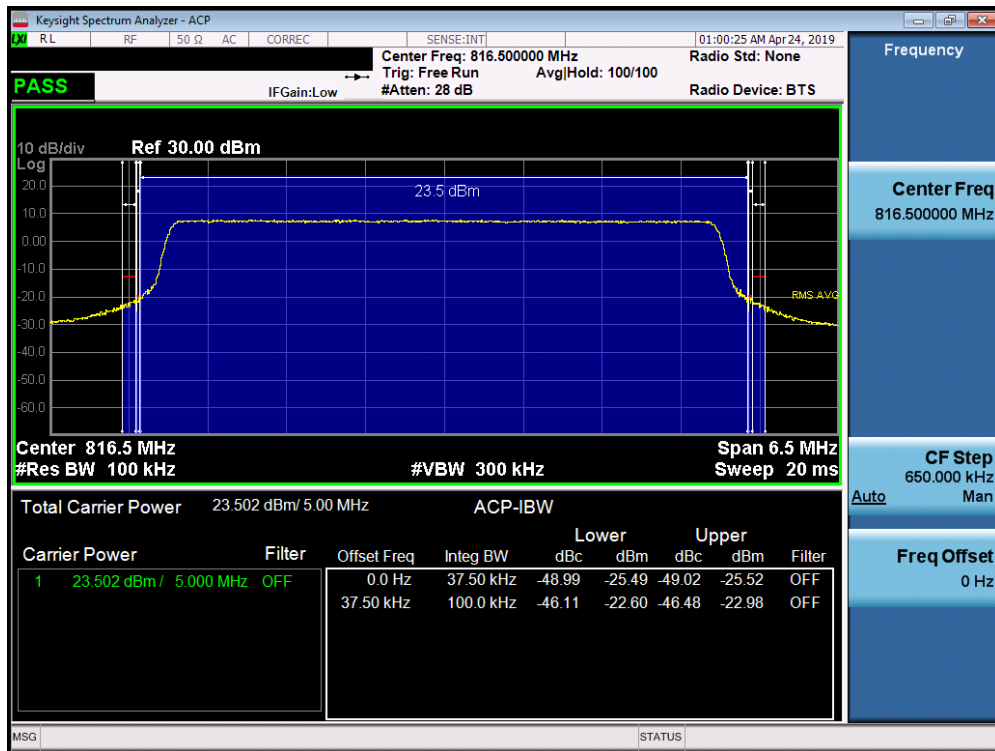 Keysight Spectrum Analyzer - ACP
LXI RL RF 50 Ω AC CORREC SENSE:INT 01:00:25 AM Apr 24, 2019
Center Freq: 816.500000 MHz Radio Std: None
Trig: Free Run Avg|Hold: 100/100
PASS IFGain:Low #Atten: 28 dB Radio Device: BTS
Frequency
10 dB/div Ref 30.00 dBm
Log
20.0
10.0
0.00
-10.0
-20.0
-30.0
-40.0
-50.0
-60.0
23.5 dBm
RMS AVG
Center 816.5 MHz Span 6.5 MHz
#Res BW 100 kHz #VBW 300 kHz Sweep 20 ms
Total Carrier Power 23.502 dBm/ 5.00 MHz ACP-IBW
Lower Upper
Carrier Power Filter Offset Freq Integ BW dBc dBm dBc dBm Filter
1 23.502 dBm / 5.000 MHz OFF 0.0 Hz 37.50 kHz -48.99 -25.49 -49.02 -25.52 OFF
37.50 kHz 100.0 kHz -46.11 -22.60 -46.48 -22.98 OFF
Center Freq
816.500000 MHz
CF Step
650.000 kHz
Auto Man
Freq Offset
0 Hz
MSG STATUS